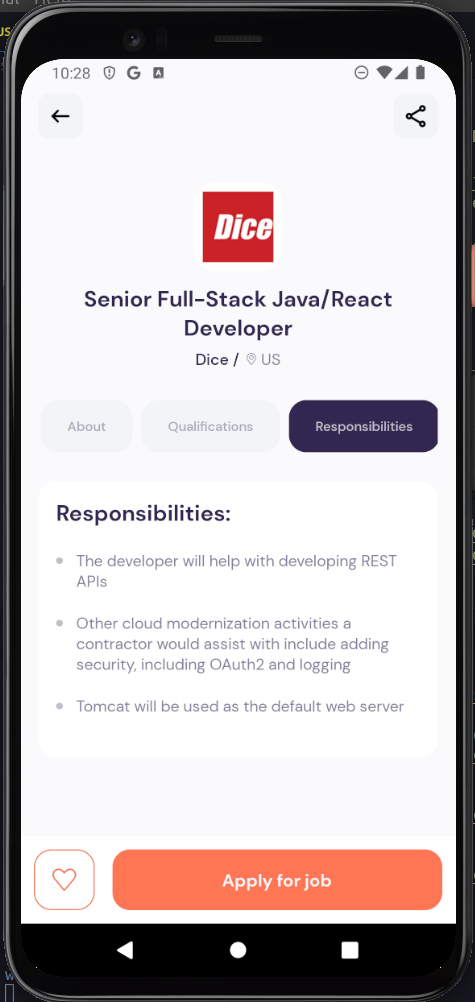 10:28
Dice
Senior Full-Stack Java/React
Developer
Dice / US
About
Qualifications
Responsibilities
Responsibilities:
The developer will help with developing REST
APIs
Other cloud modernization activities a
contractor would assist with include adding
security, including OAuth2 and logging
Tomcat will be used as the default web server
Apply for job